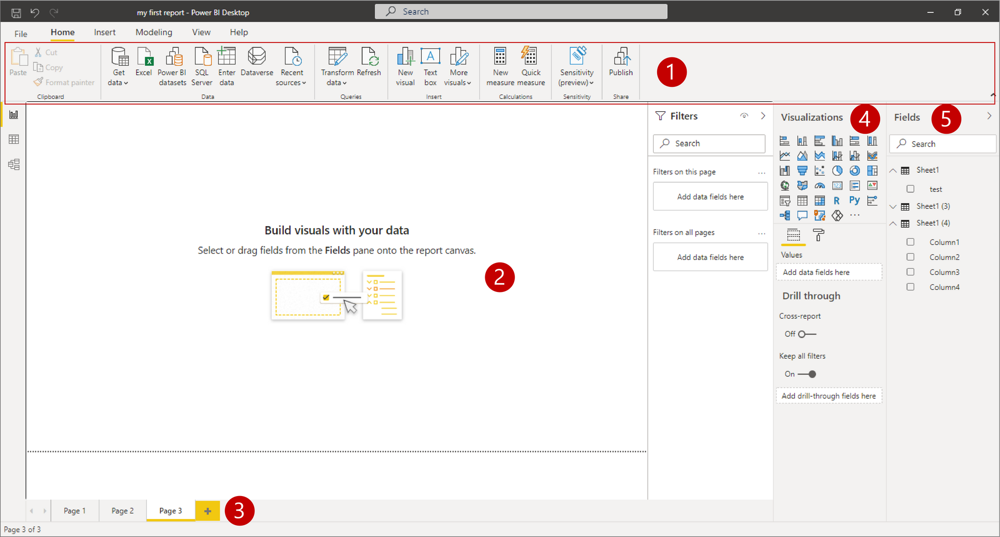 my first report - Power BI Desktop
Search
File
Home
Insert
Modeling
View
Help
Paste
Cut
Copy
Format painter
Clipboard
Get data
Excel
Power BI datasets
SQL Server
Enter data
Dataverse
Recent sources
Data
Transform data
Refresh
Queries
New visual
Text box
A
More visuals
Insert
New measure
Quick measure
Calculations
Sensitivity (preview)
Sensitivity
Publish
Share
1
Build visuals with your data
Select or drag fields from the Fields pane onto the report canvas.
2
Filters
Search
Filters on this page
...
Add data fields here
Filters on all pages
...
Add data fields here
Visualizations
4
123
R
Py
...
Values
Add data fields here
Drill through
Cross-report
Off
Keep all filters
On
Add drill-through fields here
Fields
5
Search
Sheet1
test
Sheet1 (3)
Sheet1 (4)
Column1
Column2
Column3
Column4
Page 1
Page 2
Page 3
+
3
Page 3 of 3